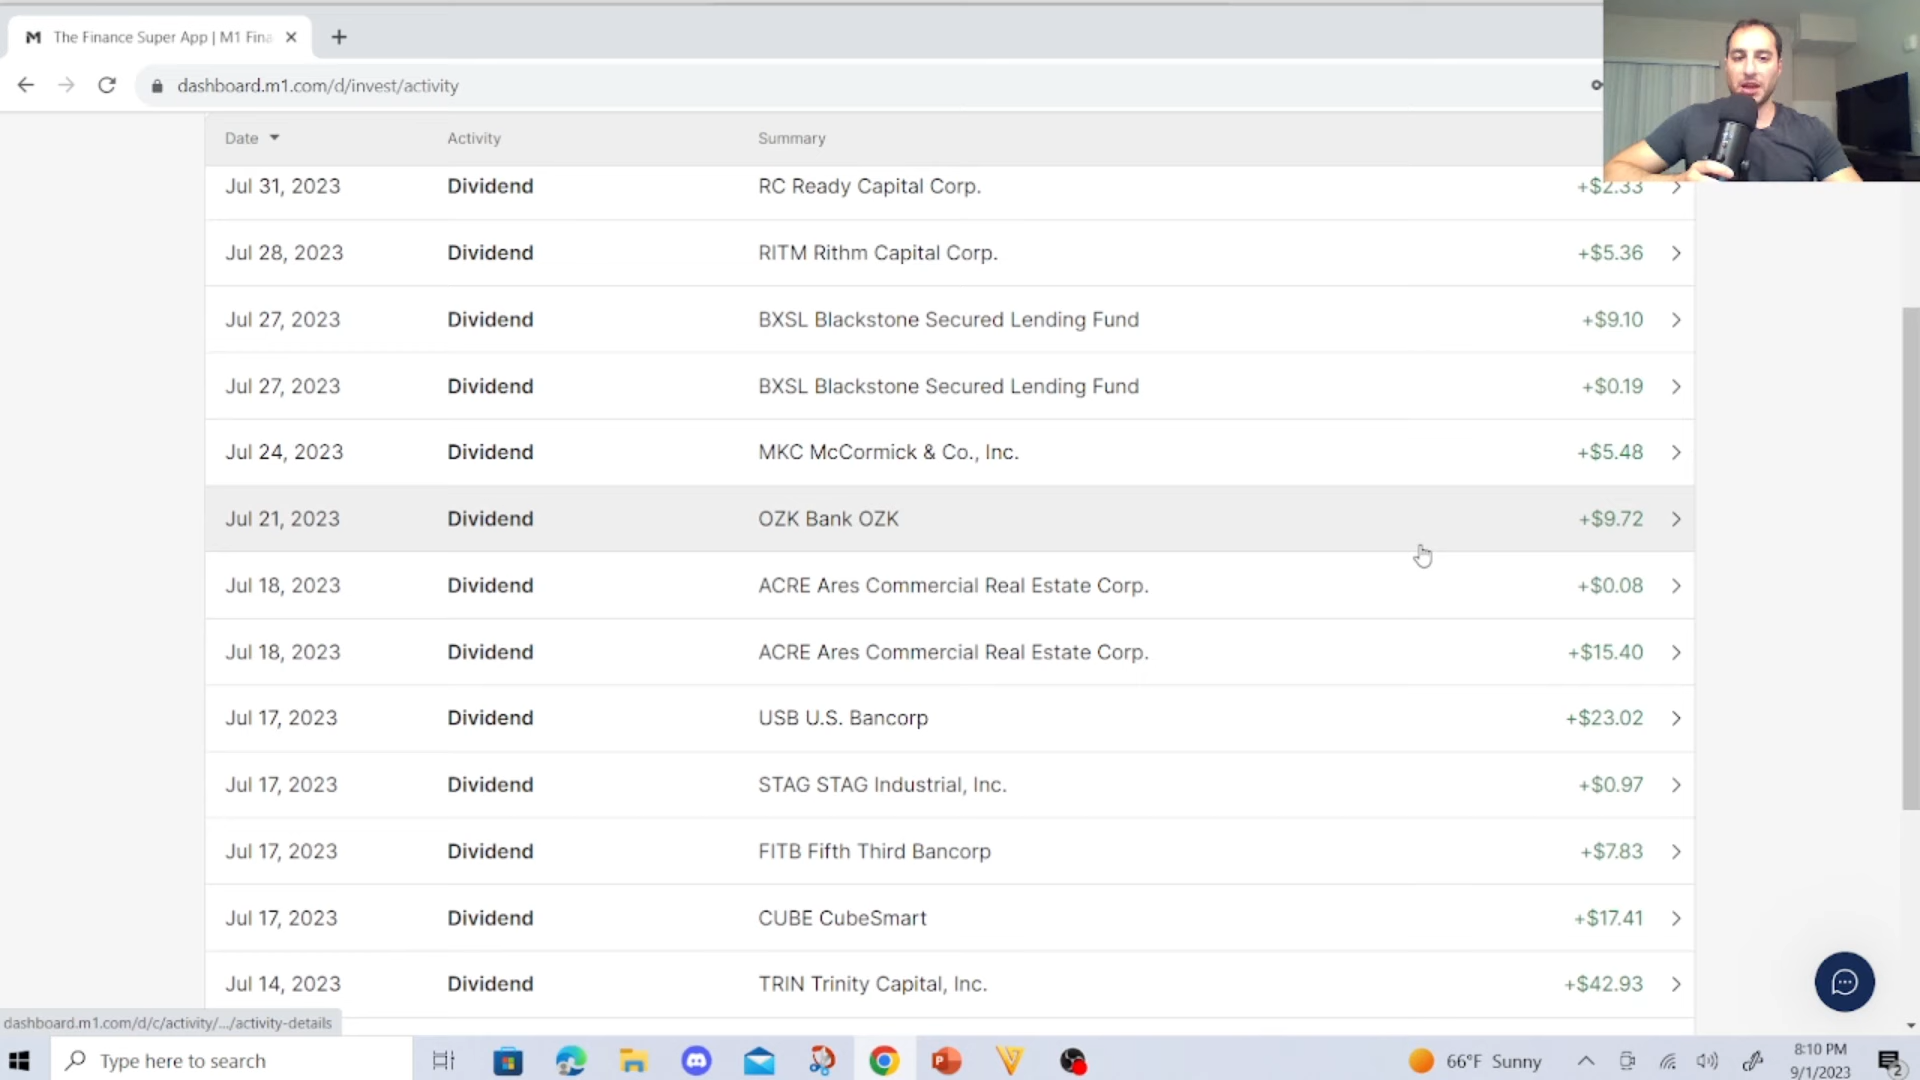 The Finance Super App | M1 Fina
dashboard.m1.com/d/invest/activity
Date Activity Summary
Jul 31, 2023 Dividend RC Ready Capital Corp. +$2.33
Jul 28, 2023 Dividend RITM Rithm Capital Corp. +$5.36
Jul 27, 2023 Dividend BXSL Blackstone Secured Lending Fund +$9.10
Jul 27, 2023 Dividend BXSL Blackstone Secured Lending Fund +$0.19
Jul 24, 2023 Dividend MKC McCormick & Co., Inc. +$5.48
Jul 21, 2023 Dividend OZK Bank OZK +$9.72
Jul 18, 2023 Dividend ACRE Ares Commercial Real Estate Corp. +$0.08
Jul 18, 2023 Dividend ACRE Ares Commercial Real Estate Corp. +$15.40
Jul 17, 2023 Dividend USB U.S. Bancorp +$23.02
Jul 17, 2023 Dividend STAG STAG Industrial, Inc. +$0.97
Jul 17, 2023 Dividend FITB Fifth Third Bancorp +$7.83
Jul 17, 2023 Dividend CUBE CubeSmart +$17.41
Jul 14, 2023 Dividend TRIN Trinity Capital, Inc. +$42.93
dashboard.m1.com/d/c/activity/.../activity-details
Type here to search 66°F Sunny 8:10 PM
9/1/2023 2